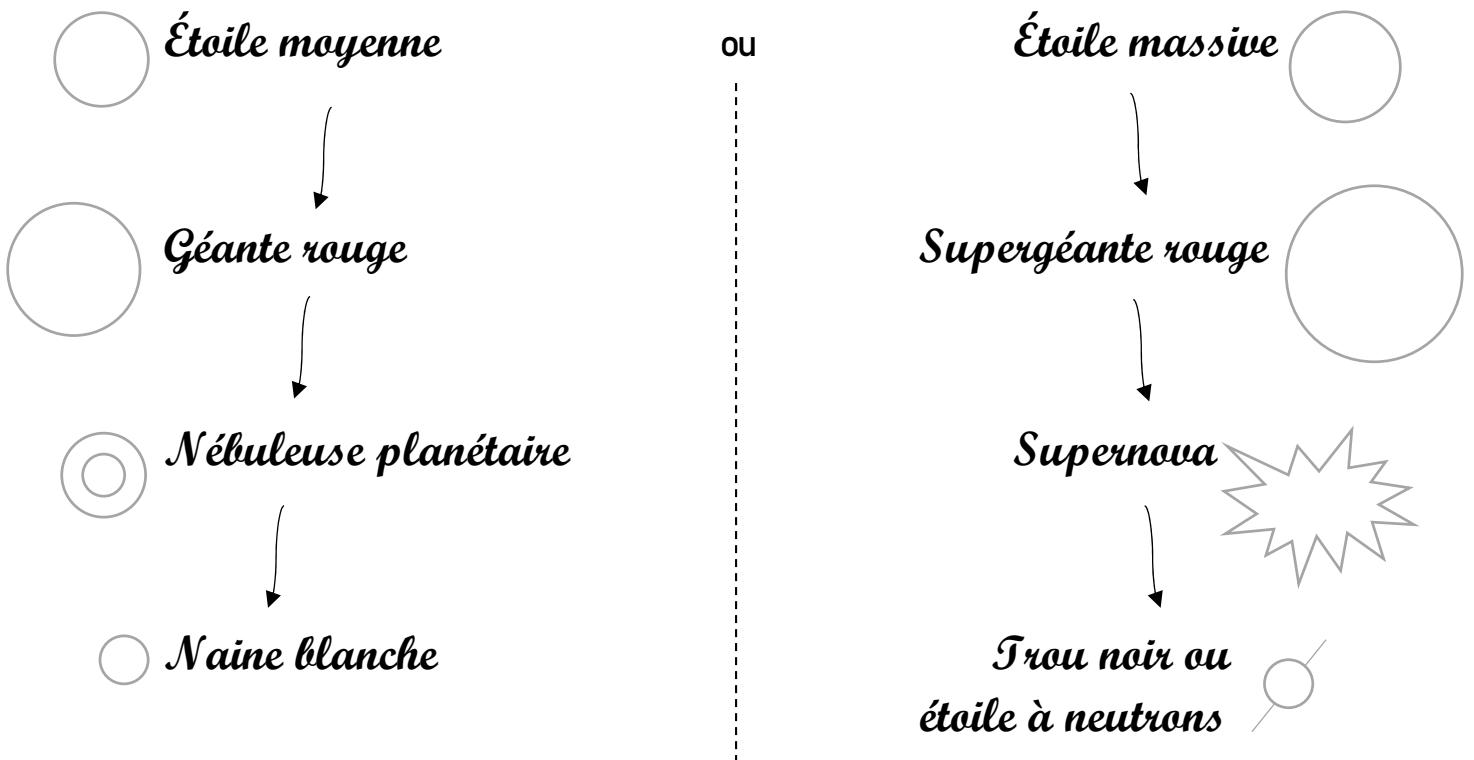 Étoile moyenne
ou
Étoile massive
Géante rouge
Supergéante rouge
Nébuleuse planétaire
Supernova
Naine blanche
Trou noir ou
étoile à neutrons